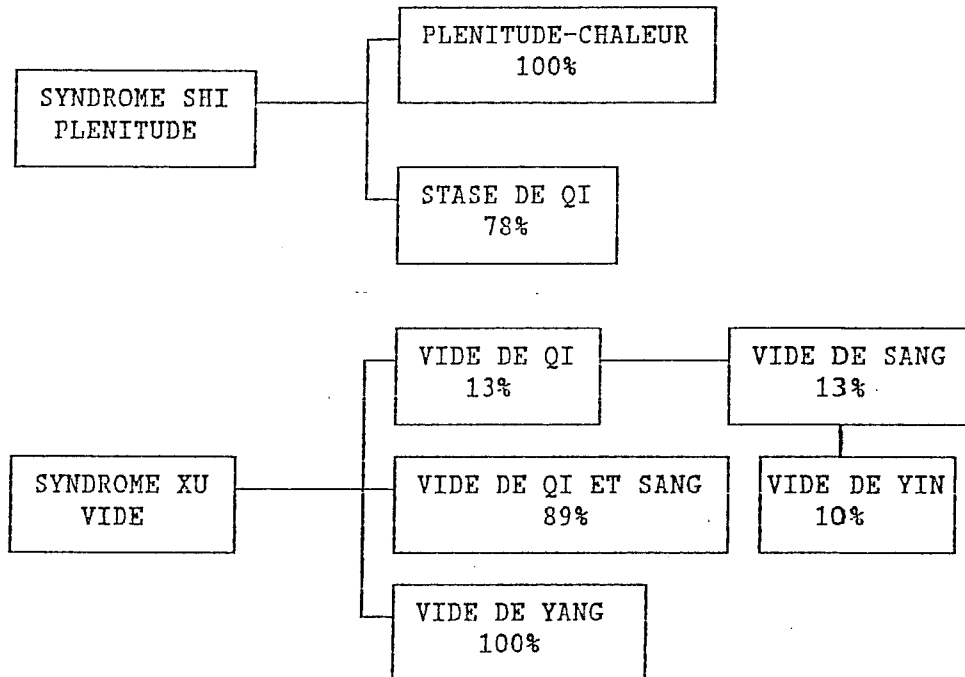 PLENITUDE-CHALEUR
100%
SYNDROME SHI
PLENITUDE
STASE DE QI
78%
VIDE DE QI
13%
VIDE DE SANG
13%
SYNDROME XU
VIDE
VIDE DE QI ET SANG
89%
VIDE DE YIN
10%
VIDE DE YANG
100%